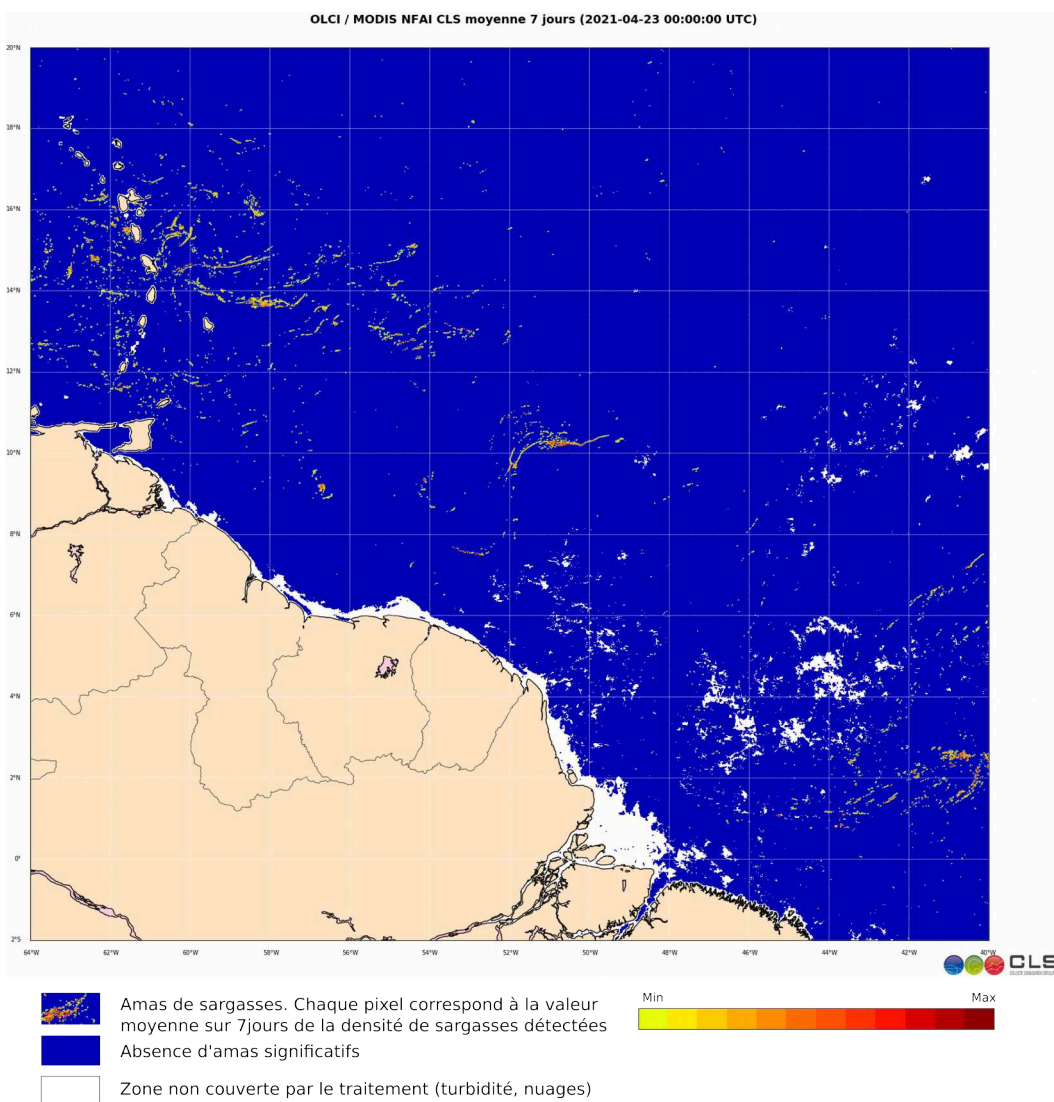 OLCI / MODIS NFAI CLS moyenne 7 jours (2021-04-23 00:00:00 UTC)
20°N
18°N
16°N
14°N
12°N
10°N
8°N
6°N
4°N
2°N
0°
2°S
64°W 62°W 60°W 58°W 56°W 54°W 52°W 50°W 48°W 46°W 44°W 42°W 40°W
CLS
Amas de sargasses. Chaque pixel correspond à la valeur
moyenne sur 7jours de la densité de sargasses détectées
Min Max
Absence d'amas significatifs
Zone non couverte par le traitement (turbidité, nuages)